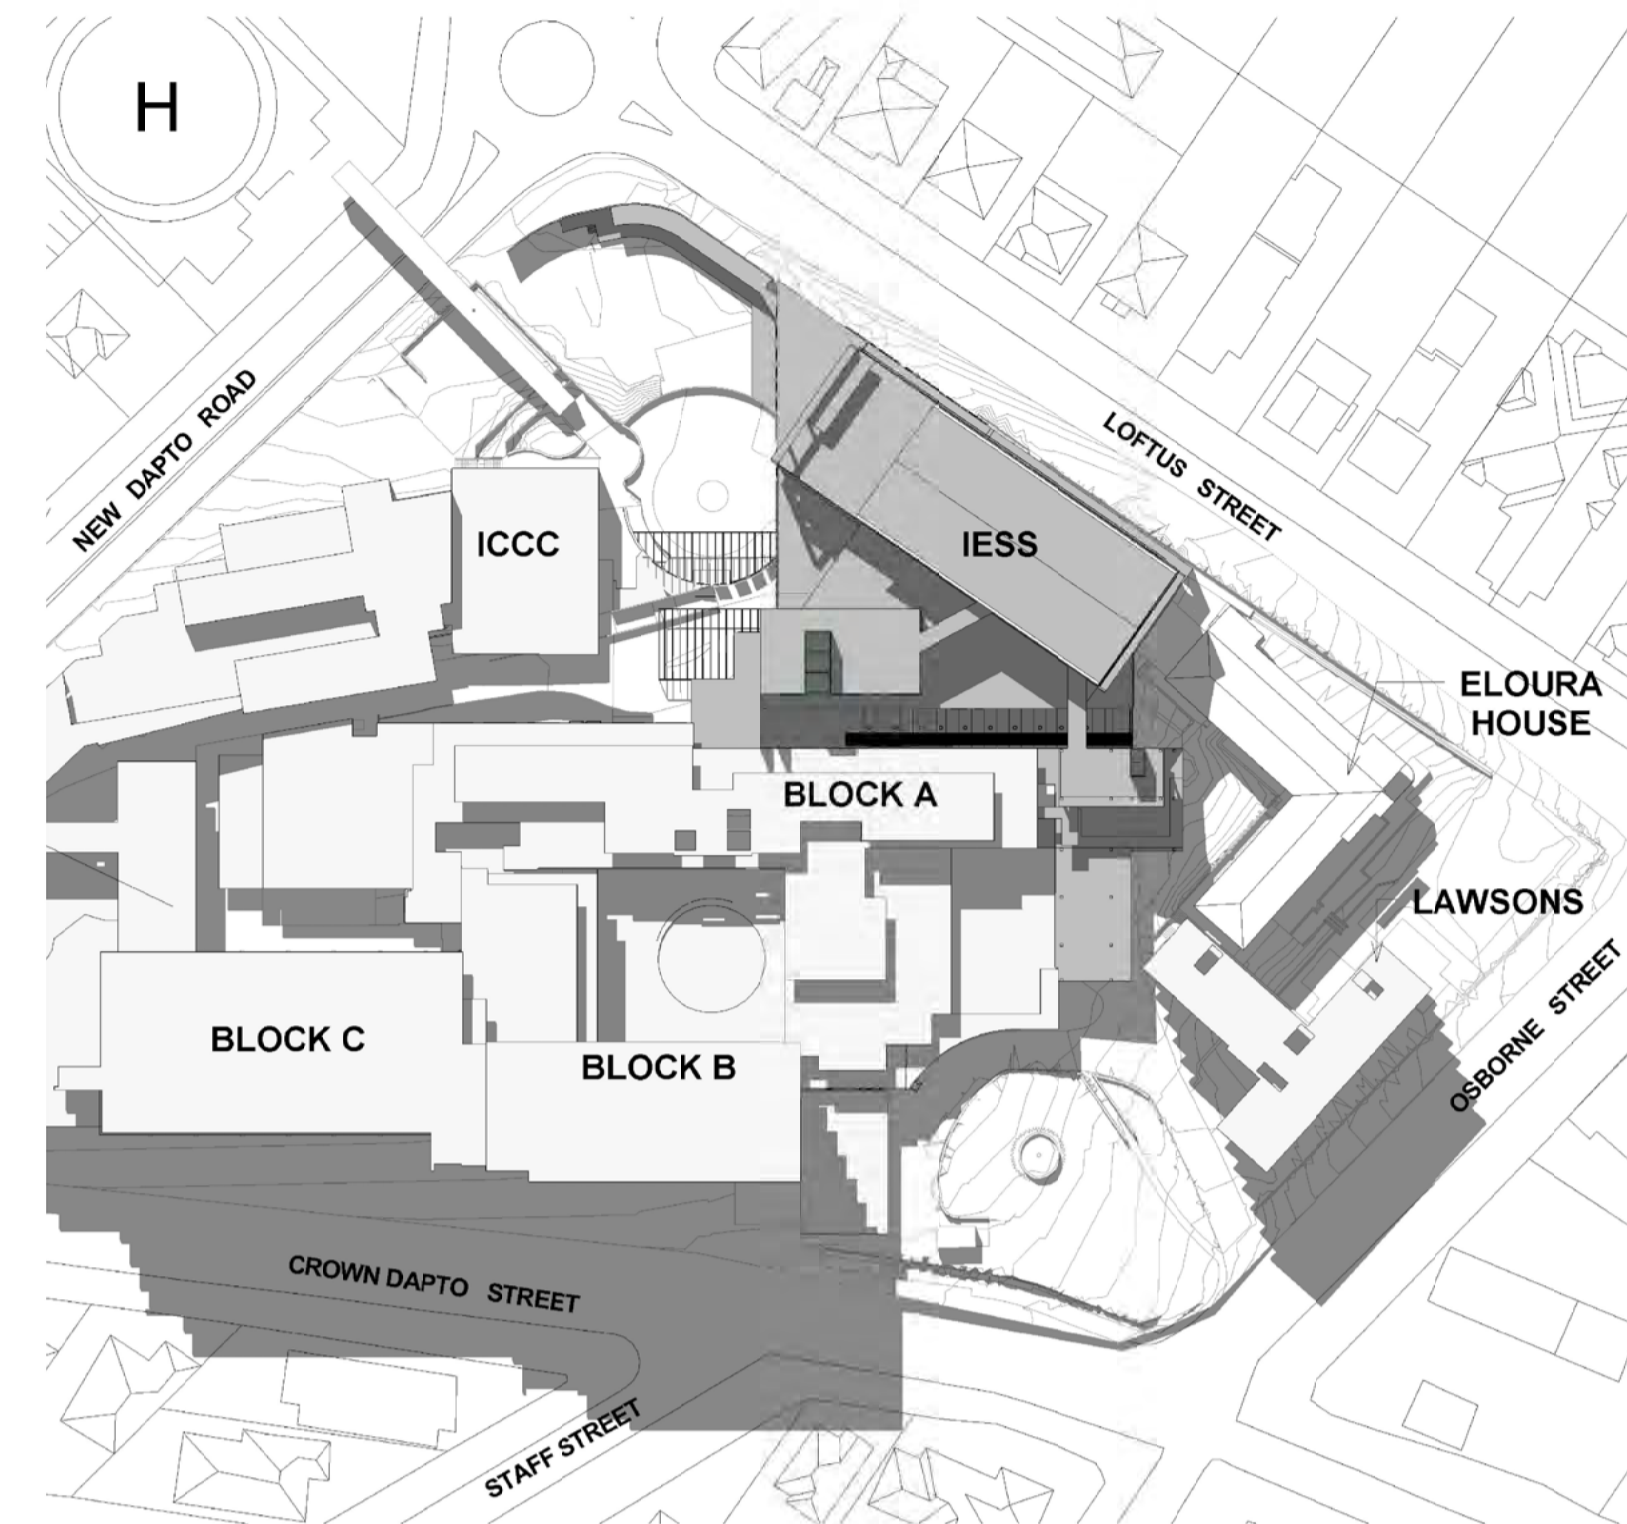 H
NEW DAPTO ROAD
LOFTUS STREET
ICCC
IESS
ELOURA
HOUSE
BLOCK A
LAWSONS
BLOCK C
BLOCK B
OSBORNE STREET
CROWN DAPTO STREET
STAFF STREET